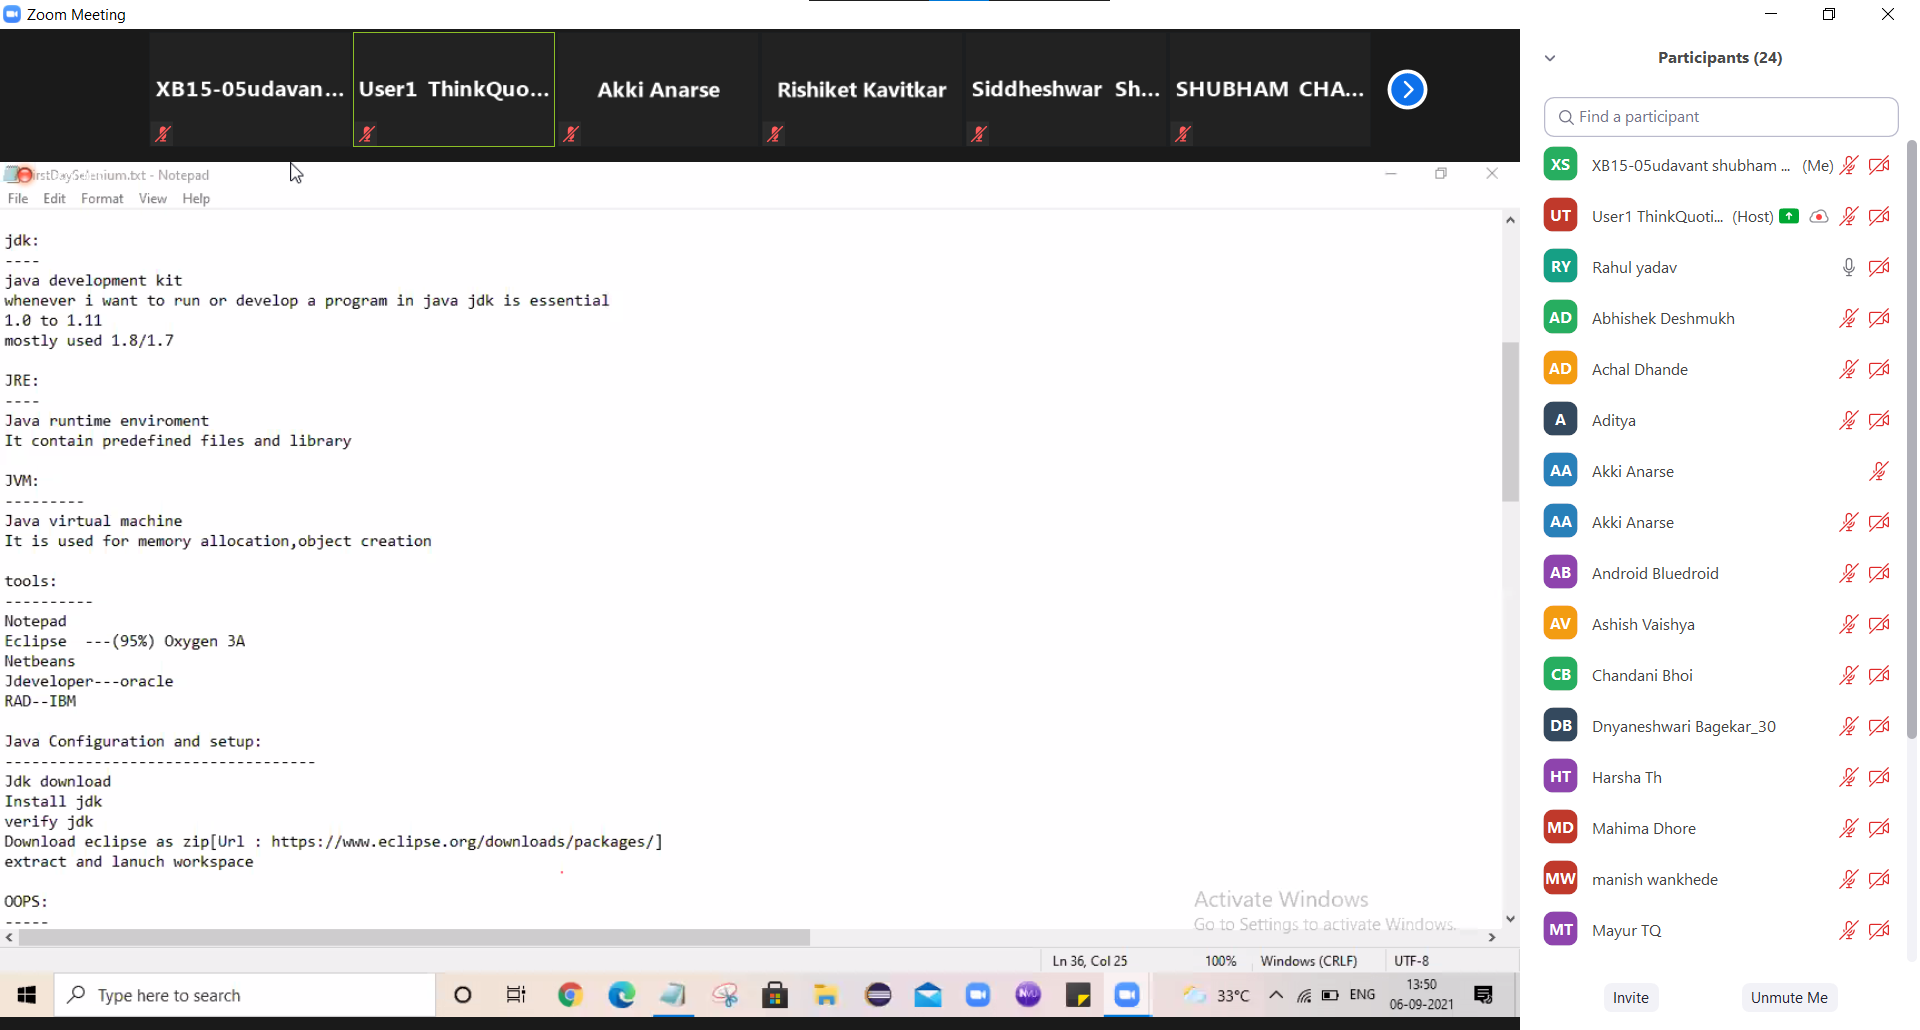 Zoom Meeting
XB15-05udavan...
User1 ThinkQuo...
Akki Anarse
Rishiket Kavitkar
Siddheshwar Sh...
SHUBHAM CHA...
irstDaySelenium.txt - Notepad
File Edit Format View Help
jdk:
----
java development kit
whenever i want to run or develop a program in java jdk is essential
1.0 to 1.11
mostly used 1.8/1.7
JRE:
----
Java runtime enviroment
It contain predefined files and library
JVM:
---------
Java virtual machine
It is used for memory allocation,object creation
tools:
----------
Notepad
Eclipse ---(95%) Oxygen 3A
Netbeans
Jdeveloper---oracle
RAD--IBM
Java Configuration and setup:
-----------------------------------
Jdk download
Install jdk
verify jdk
Download eclipse as zip[Url : https://www.eclipse.org/downloads/packages/]
extract and lanuch workspace
OOPS:
-----
Activate Windows
Go to Settings to activate Windows.
Ln 36, Col 25
100%
Windows (CRLF)
UTF-8
Type here to search
NVU
33°C
ENG
13:50
06-09-2021
Participants (24)
Find a participant
XS XB15-05udavant shubham ... (Me)
UT User1 ThinkQuoti... (Host)
RY Rahul yadav
AD Abhishek Deshmukh
AD Achal Dhande
A Aditya
AA Akki Anarse
AA Akki Anarse
AB Android Bluedroid
AV Ashish Vaishya
CB Chandani Bhoi
DB Dnyaneshwari Bagekar_30
HT Harsha Th
MD Mahima Dhore
MW manish wankhede
MT Mayur TQ
Invite
Unmute Me